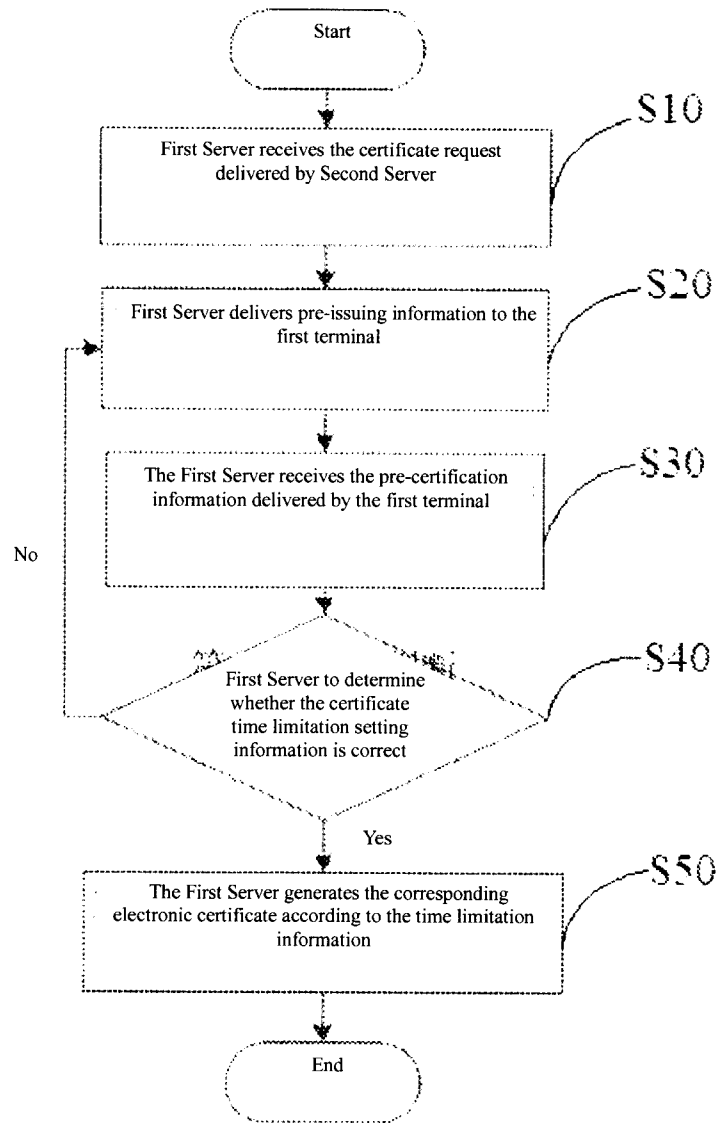 Start
S10
First Server receives the certificate request
delivered by Second Server
S20
First Server delivers pre-issuing information to the
first terminal
S30
The First Server receives the pre-certification
information delivered by the first terminal
No
S40
First Server to determine
whether the certificate
time limitation setting
information is correct
Yes
S50
The First Server generates the corresponding
electronic certificate according to the time limitation
information
End